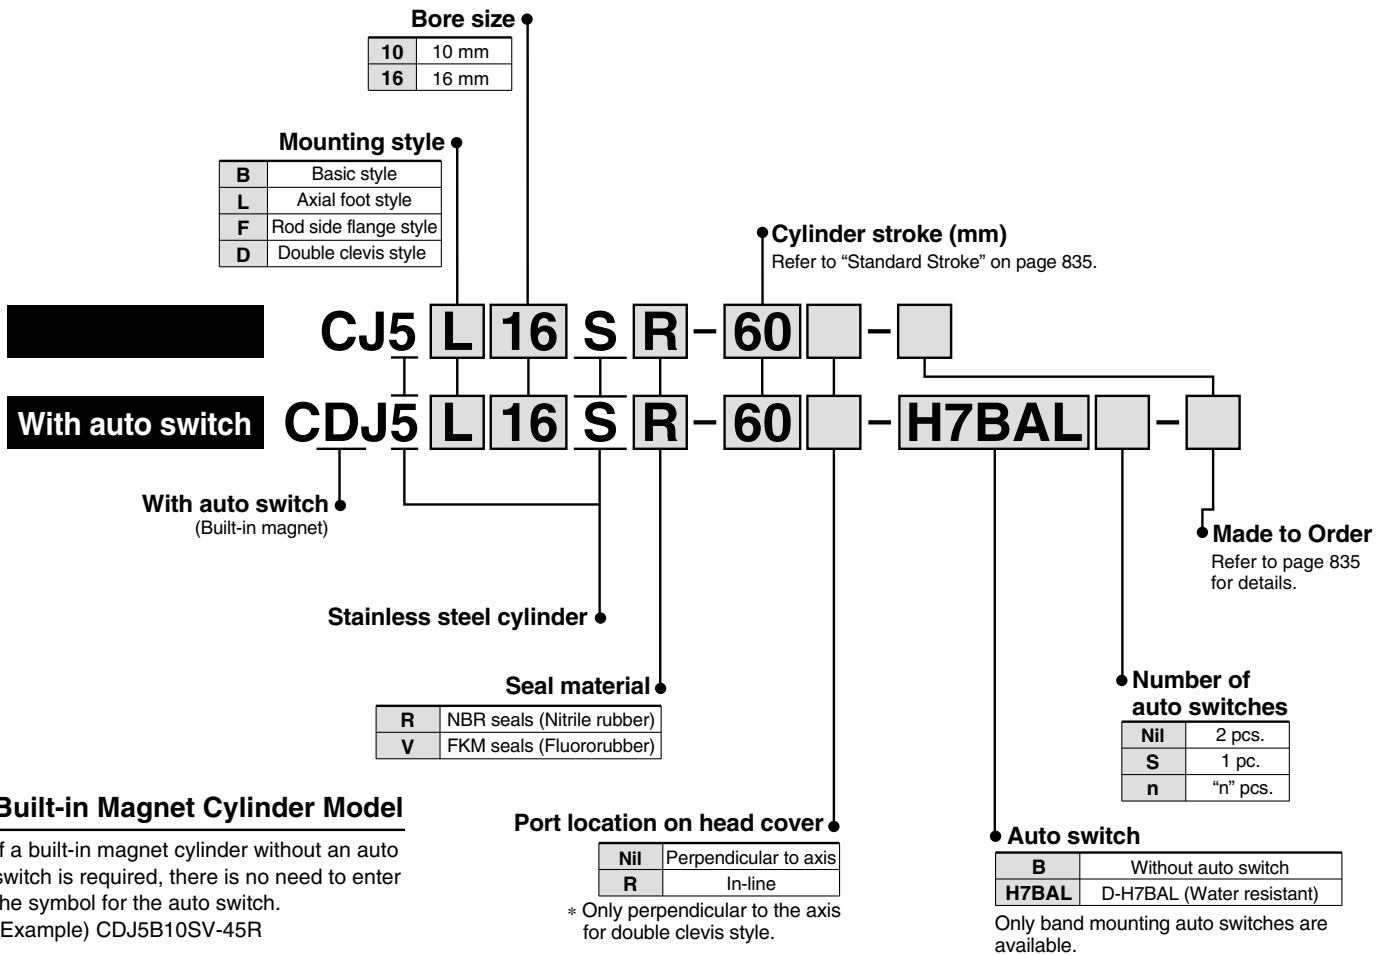 Bore size
10 10 mm
16 16 mm
Mounting style
B Basic style
L Axial foot style
F Rod side flange style
D Double clevis style
Cylinder stroke (mm)
Refer to “Standard Stroke” on page 835.
CJ5 L 16 S R - 60 -
With auto switch CDJ5 L 16 S R - 60 - H7BAL -
With auto switch
(Built-in magnet)
Made to Order
Refer to page 835
for details.
Stainless steel cylinder
Seal material
R NBR seals (Nitrile rubber)
V FKM seals (Fluororubber)
Number of
auto switches
Nil 2 pcs.
S 1 pc.
n “n” pcs.
Built-in Magnet Cylinder Model
f a built-in magnet cylinder without an auto
switch is required, there is no need to enter
he symbol for the auto switch.
Example) CDJ5B10SV-45R
Port location on head cover
Nil Perpendicular to axis
R In-line
* Only perpendicular to the axis
for double clevis style.
Auto switch
B Without auto switch
H7BAL D-H7BAL (Water resistant)
Only band mounting auto switches are
available.